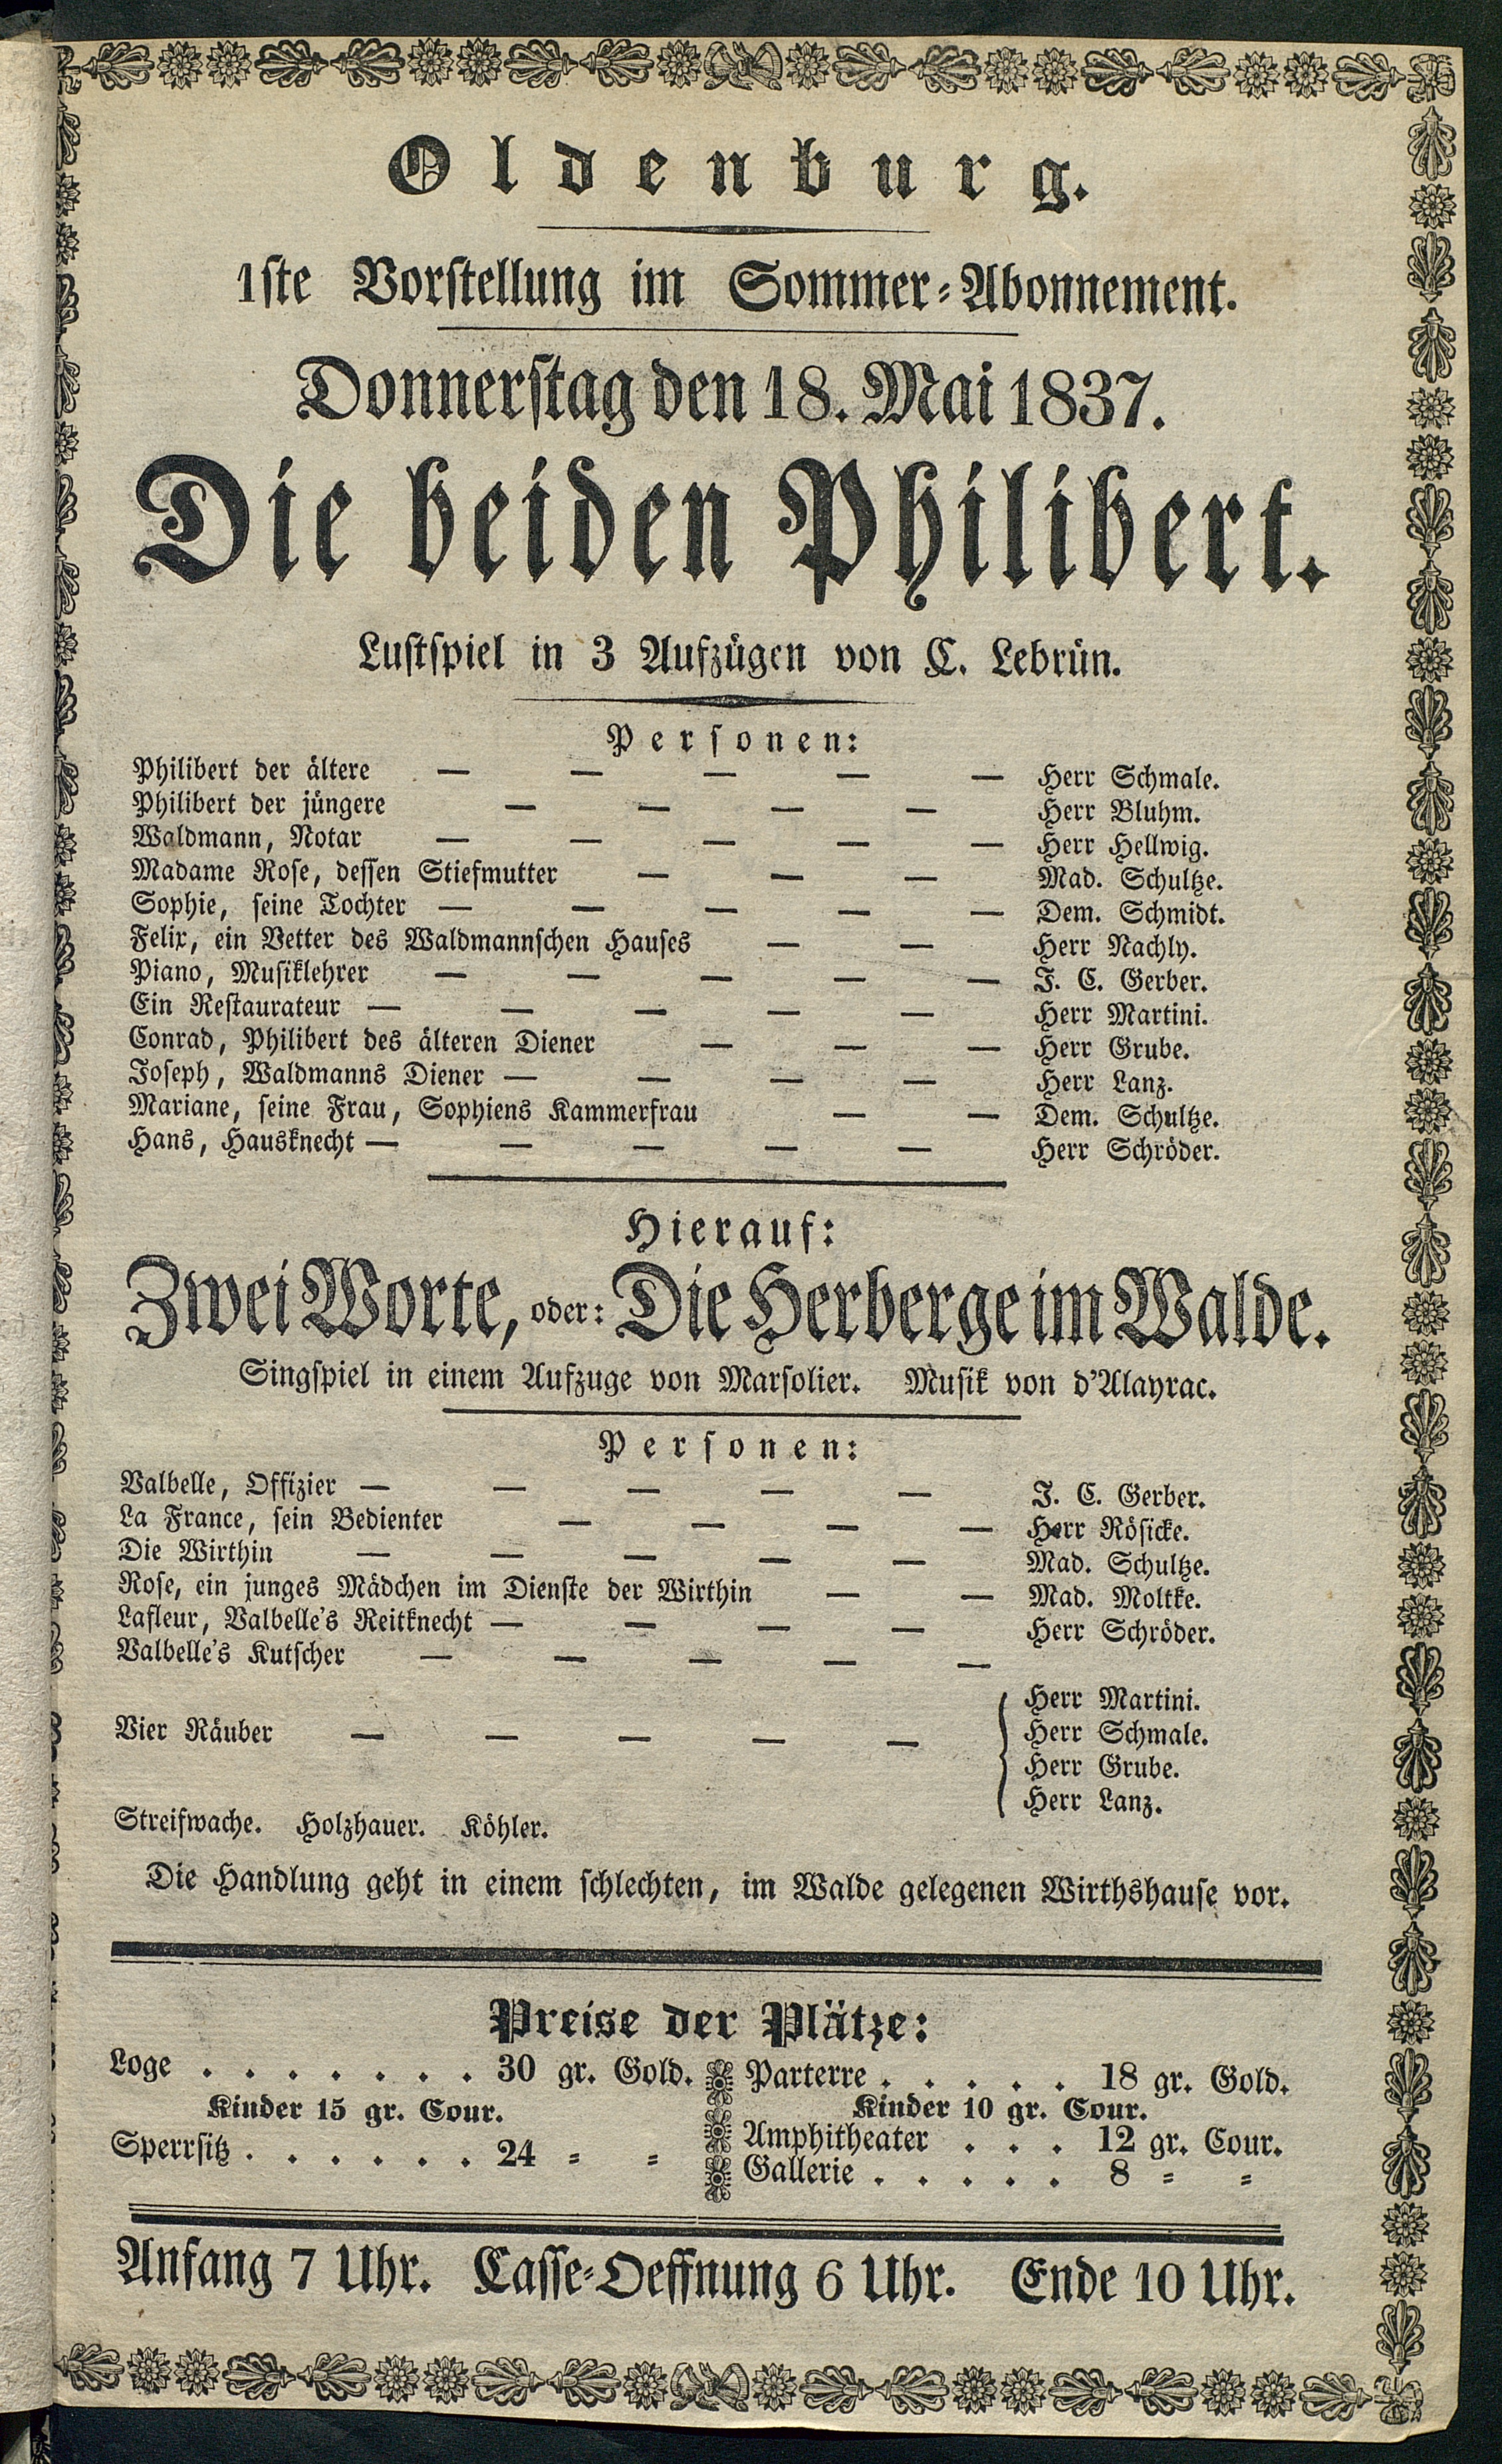 Oldenburg.
1ste Vorstellung im Sommer-Abonnement.
Donnerstag den 18. Mai 1837.
Die beiden Philibert.
Lustspiel in 3 Aufzügen von C. Lebrün.
Personen:
Philibert der ältere — — — — — Herr Schmale.
Philibert der jüngere — — — — Herr Bluhm.
Waldmann, Notar — — — — — Herr Hellwig.
Madame Rose, dessen Stiefmutter — — — Mad. Schultze.
Sophie, seine Tochter — — — — — Dem. Schmidt.
Felix, ein Vetter des Waldmannschen Hauses — — Herr Nachly.
Piano, Musiklehrer — — — — — J. C. Gerber.
Ein Restaurateur — — — — — Herr Martini.
Conrad, Philibert des älteren Diener — — — Herr Grube.
Joseph, Waldmanns Diener — — — — Herr Lanz.
Mariane, seine Frau, Sophiens Kammerfrau — — Dem. Schultze.
Hans, Hausknecht — — — — — Herr Schröder.
Hierauf:
Zwei Worte, oder: Die Herberge im Walde.
Singspiel in einem Aufzuge von Marsolier. Musik von d'Alayrac.
Personen:
Valbelle, Offizier — — — — — J. C. Gerber.
La France, sein Bedienter — — — — Herr Rösicke.
Die Wirthin — — — — — Mad. Schultze.
Rose, ein junges Mädchen im Dienste der Wirthin — — Mad. Moltke.
Lafleur, Valbelle's Reitknecht — — — — Herr Schröder.
Valbelle's Kutscher — — — — —
Herr Martini.
Vier Räuber — — — — — Herr Schmale.
Herr Grube.
Herr Lanz.
Streifwache. Holzhauer. Köhler.
Die Handlung geht in einem schlechten, im Walde gelegenen Wirthshause vor.
Preise der Plätze:
Loge . . . . . . . 30 gr. Gold.
Kinder 15 gr. Cour.
Sperrsitz . . . . . . 24 = =
Parterre . . . . . 18 gr. Gold.
Kinder 10 gr. Cour.
Amphitheater . . . 12 gr. Cour.
Gallerie . . . . . 8 = =
Anfang 7 Uhr. Casse-Oeffnung 6 Uhr. Ende 10 Uhr.